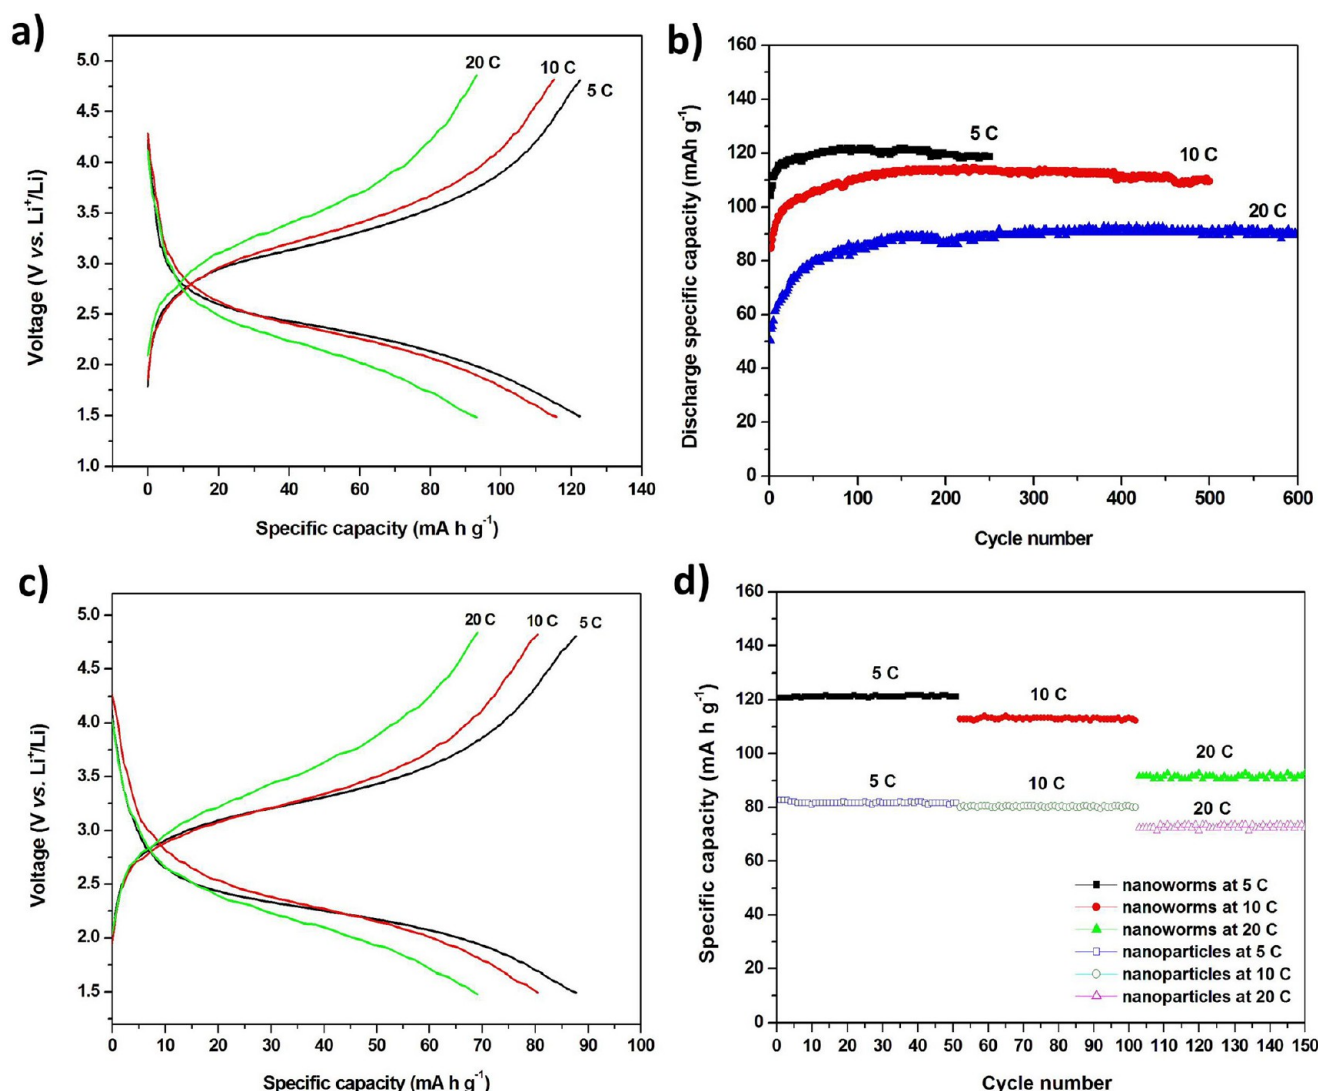 a)
20 C
10 C
5 C
5.0
4.5
4.0
3.5
3.0
2.5
2.0
1.5
1.0
Voltage (V vs. Li⁺/Li)
0 20 40 60 80 100 120 140
Specific capacity (mA h g⁻¹)
b)
160
140
120
100
80
60
40
20
0
Discharge specific capacity (mAh g⁻¹)
5 C
10 C
20 C
0 100 200 300 400 500 600
Cycle number
c)
20 C
10 C
5 C
5.0
4.5
4.0
3.5
3.0
2.5
2.0
1.5
Voltage (V vs. Li⁺/Li)
0 10 20 30 40 50 60 70 80 90 100
Specific capacity (mA h g⁻¹)
d)
160
140
120
100
80
60
40
20
0
Specific capacity (mA h g⁻¹)
5 C
10 C
20 C
5 C
10 C
20 C
nanoworms at 5 C
nanoworms at 10 C
nanoworms at 20 C
nanoparticles at 5 C
nanoparticles at 10 C
nanoparticles at 20 C
0 10 20 30 40 50 60 70 80 90 100 110 120 130 140 150
Cycle number